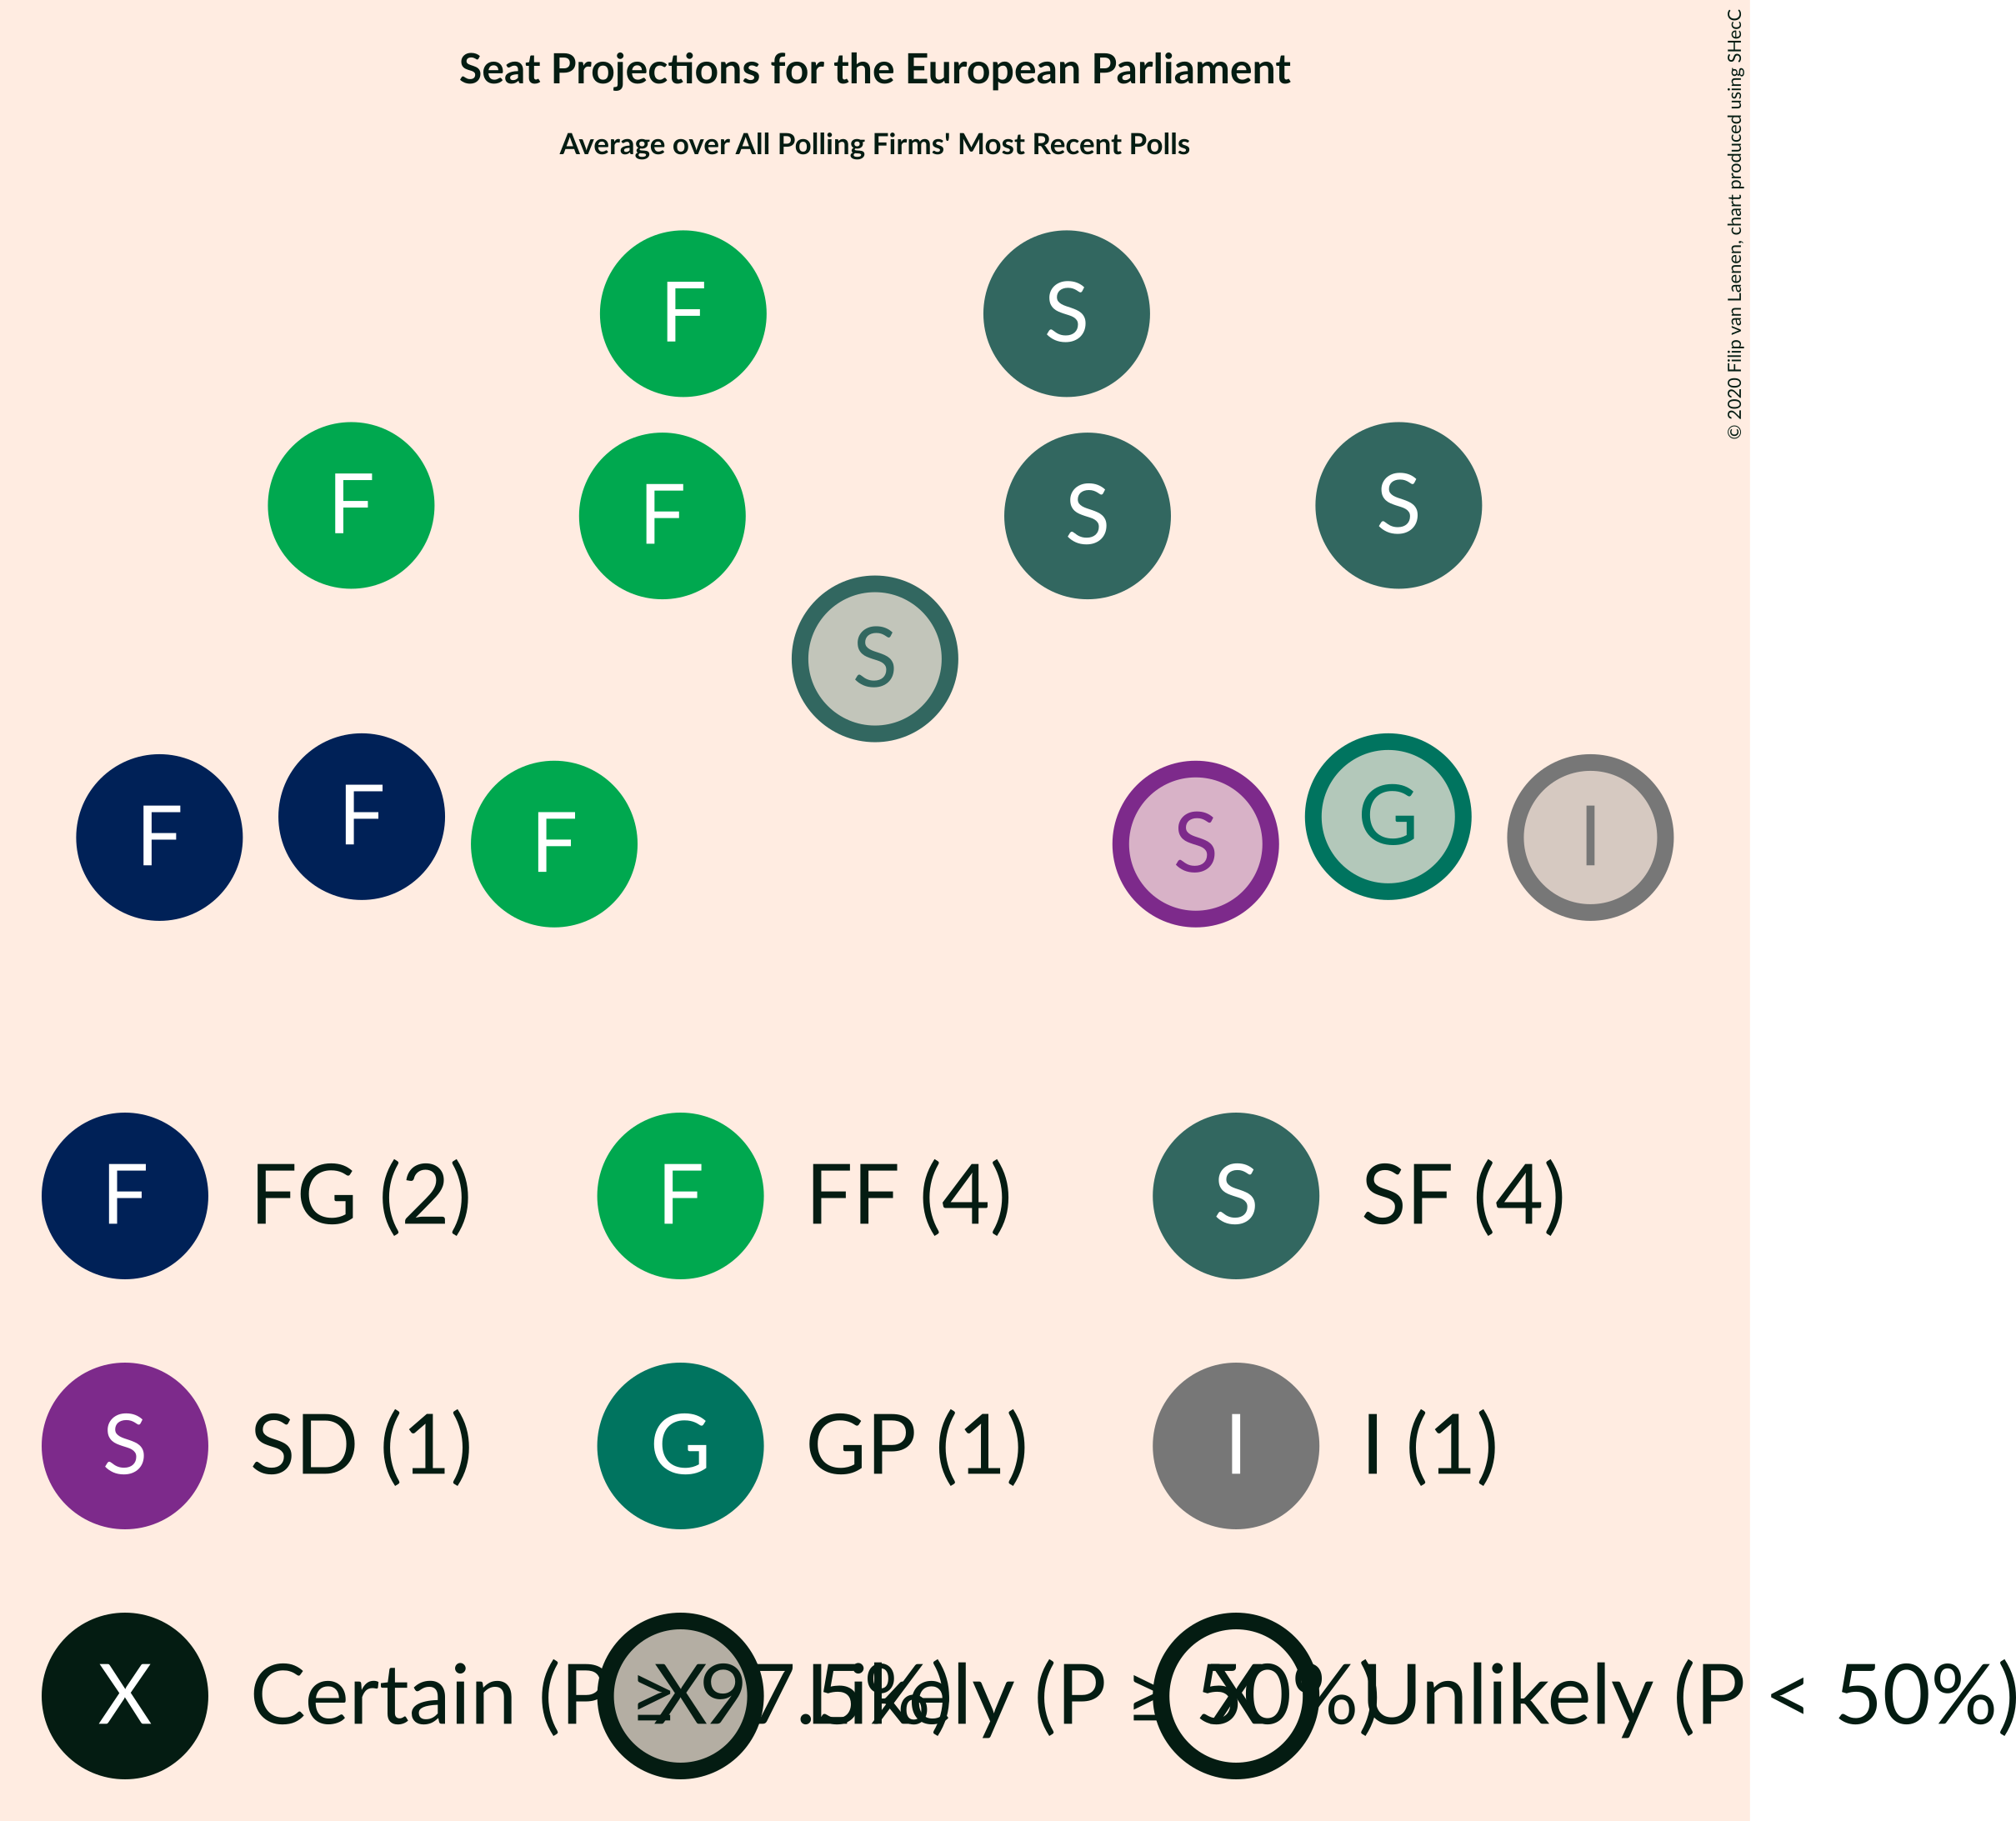 Seat Projections for the European Parliament
Average over All Polling Firms' Most Recent Polls
© 2020 Filip van Laenen, chart produced using SHecC
F S
F F S S
S
F F F S G I
F FG (2) F FF (4) S SF (4)
S SD (1) G GP (1) I I (1)
X Certain (P ≥ 97.5%) X Likely (P ≥ 50%) X Unlikely (P < 50%)